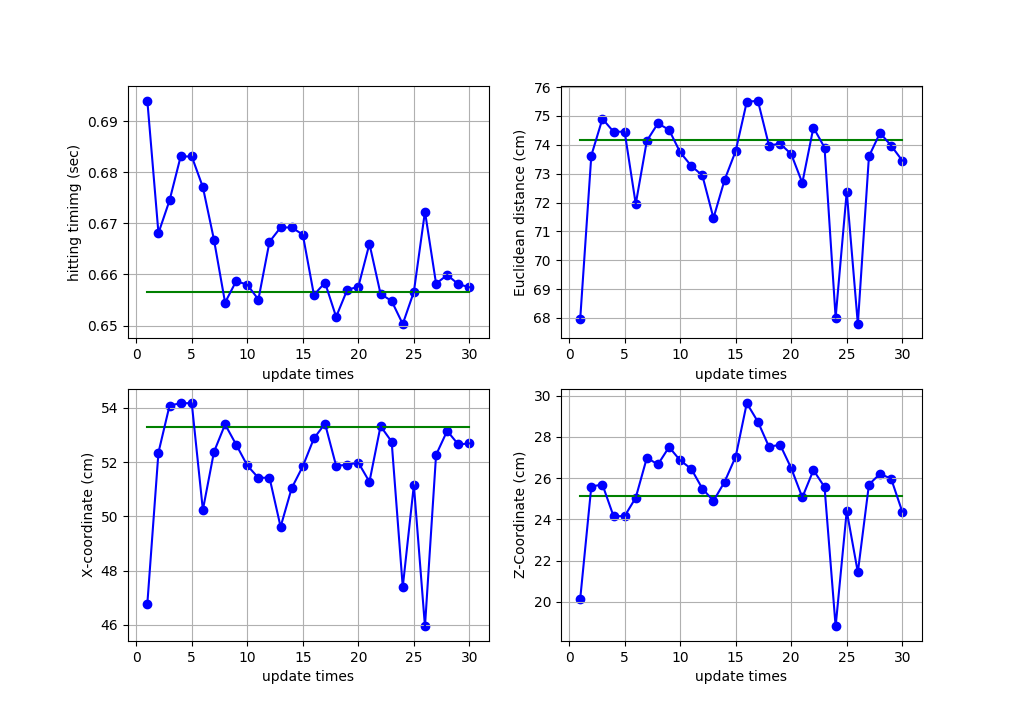 hitting timimg (sec)
0.69
0.68
0.67
0.66
0.65
0 5 10 15 20 25 30
update times
Euclidean distance (cm)
76
75
74
73
72
71
70
69
68
0 5 10 15 20 25 30
update times
X-coordinate (cm)
54
52
50
48
46
0 5 10 15 20 25 30
update times
Z-Coordinate (cm)
30
28
26
24
22
20
0 5 10 15 20 25 30
update times